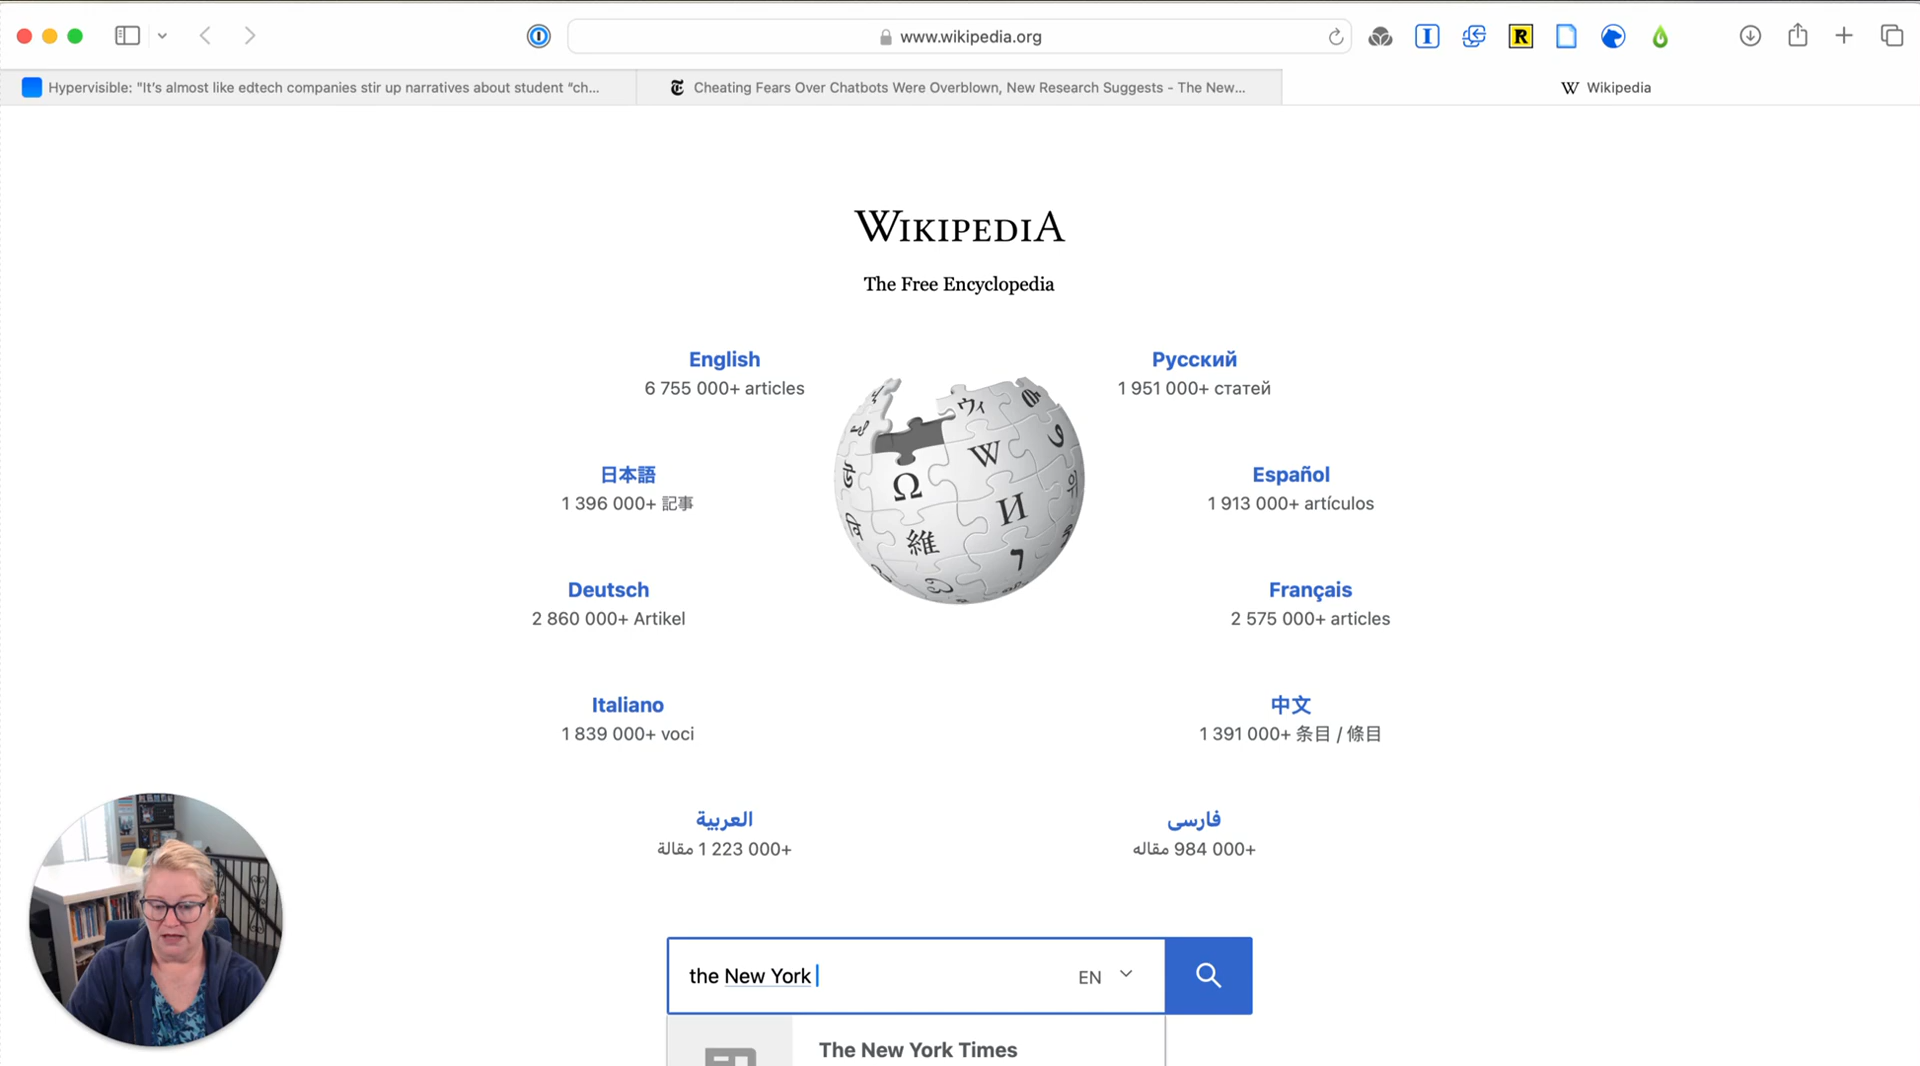 www.wikipedia.org
Hypervisible: "It's almost like edtech companies stir up narratives about student "ch...
Cheating Fears Over Chatbots Were Overblown, New Research Suggests - The New...
Wikipedia
WIKIPEDIA
The Free Encyclopedia
English
6 755 000+ articles
Русский
1 951 000+ статей
日本語
1 396 000+ 記事
Español
1 913 000+ artículos
Deutsch
2 860 000+ Artikel
Français
2 575 000+ articles
Italiano
1 839 000+ voci
中文
1 391 000+ 条目 / 條目
العربية
1 223 000+ مقالة
فارسی
984 000+ مقاله
the New York
EN
The New York Times